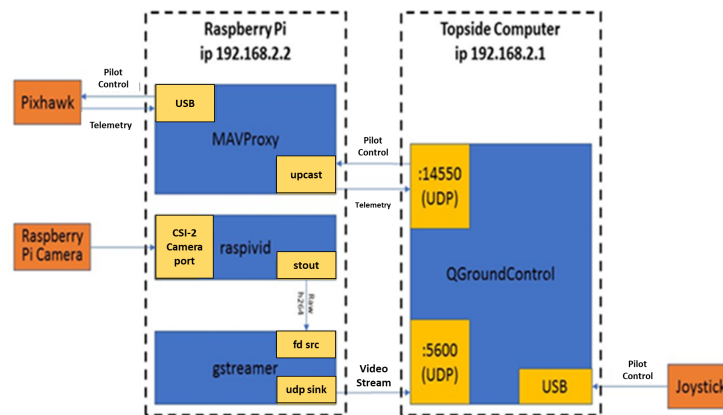 Raspberry Pi
ip 192.168.2.2
Topside Computer
ip 192.168.2.1
Pilot
Control
Pixhawk
Telemetry
USB
MAVProxy
upcast
Pilot
Control
Telemetry
:14550
(UDP)
Raspberry
Pi Camera
CSI-2
Camera
port
raspivid
stout
Raw
h264
QGroundControl
fd src
gstreamer
udp sink
Video
Stream
:5600
(UDP)
USB
Pilot
Control
Joystick